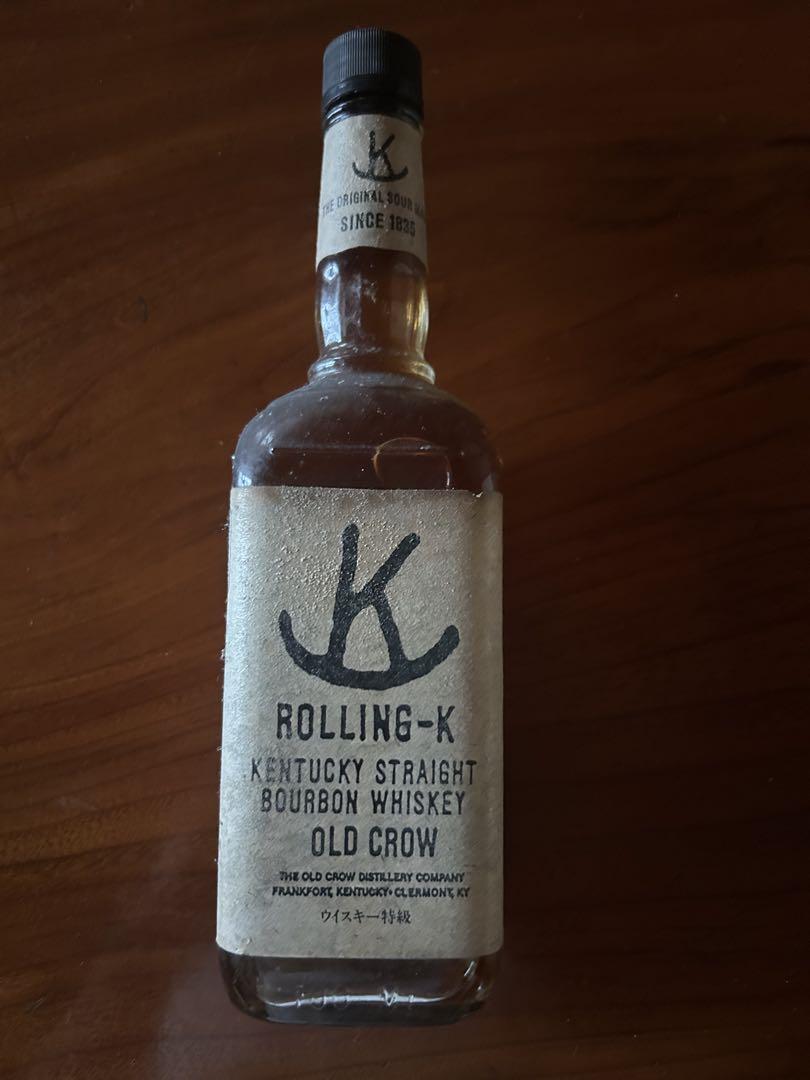 K
THE ORIGINAL SOUR
SINCE 1835
K
ROLLING-K
KENTUCKY STRAIGHT
BOURBON WHISKEY
OLD CROW
THE OLD CROW DISTILLERY COMPANY
FRANKFORT, KENTUCKY • CLERMONT, KY
ウイスキー特級